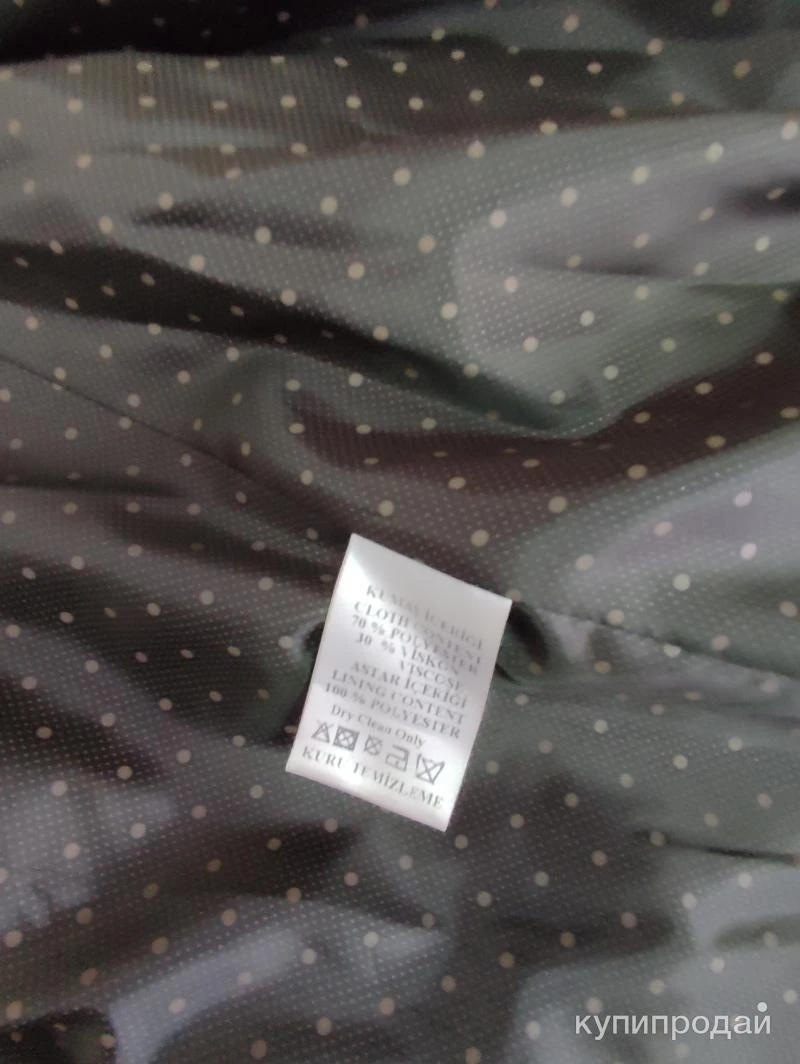 KUMAŞ İÇERİĞİ
CLOTH CONTENT
70 % POLYESTER
30 % VİSKON
VISCOSE
ASTAR İÇERİĞİ
LINING CONTENT
100 % POLYESTER
Dry Clean Only
KURU TEMİZLEME
купипродай